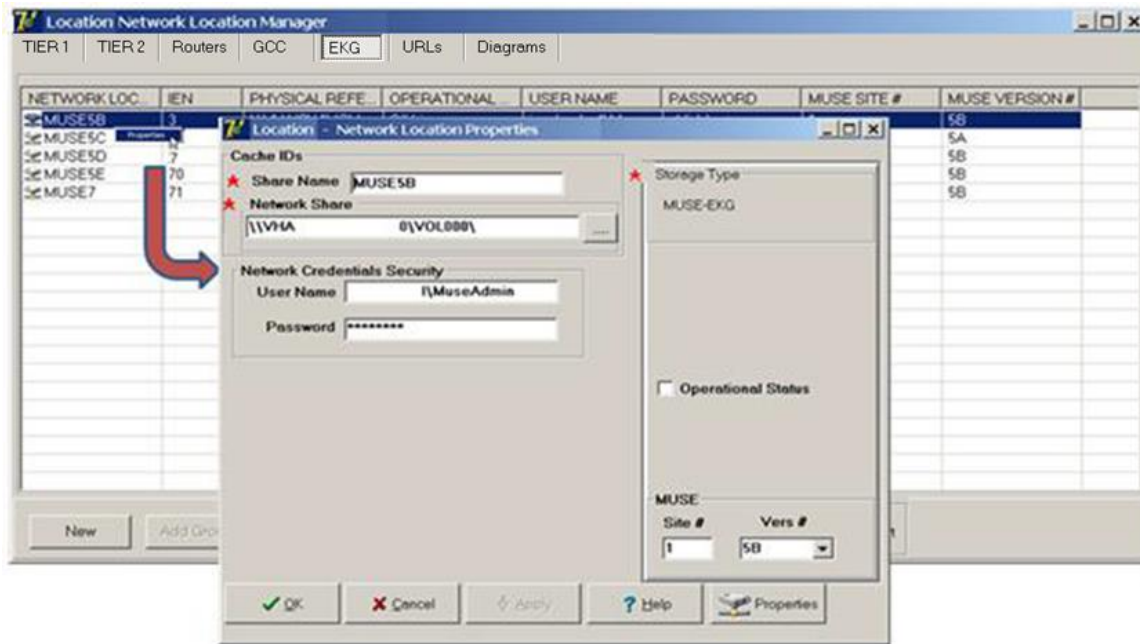 Location Network Location Manager
TIER 1 TIER 2 Routers GCC EKG URLs Diagrams
NETWORK LOC... IEN PHYSICAL REFE... OPERATIONAL... USER NAME PASSWORD MUSE SITE # MUSE VERSION #
MUSE5B 3 5B
MUSE5C Properties 5A
MUSE5D 7 5B
MUSE5E 70 5B
MUSE7 71 5B
Location - Network Location Properties
Cache IDs
Share Name MUSE5B
Network Share
\\VHA 0\VOL000\ ....
Network Credentials Security
User Name I\MuseAdmin
Password ********
Storage Type
MUSE-EKG
Operational Status
MUSE
Site # Vers #
1 5B
OK Cancel Apply Help Properties
New Add Gro